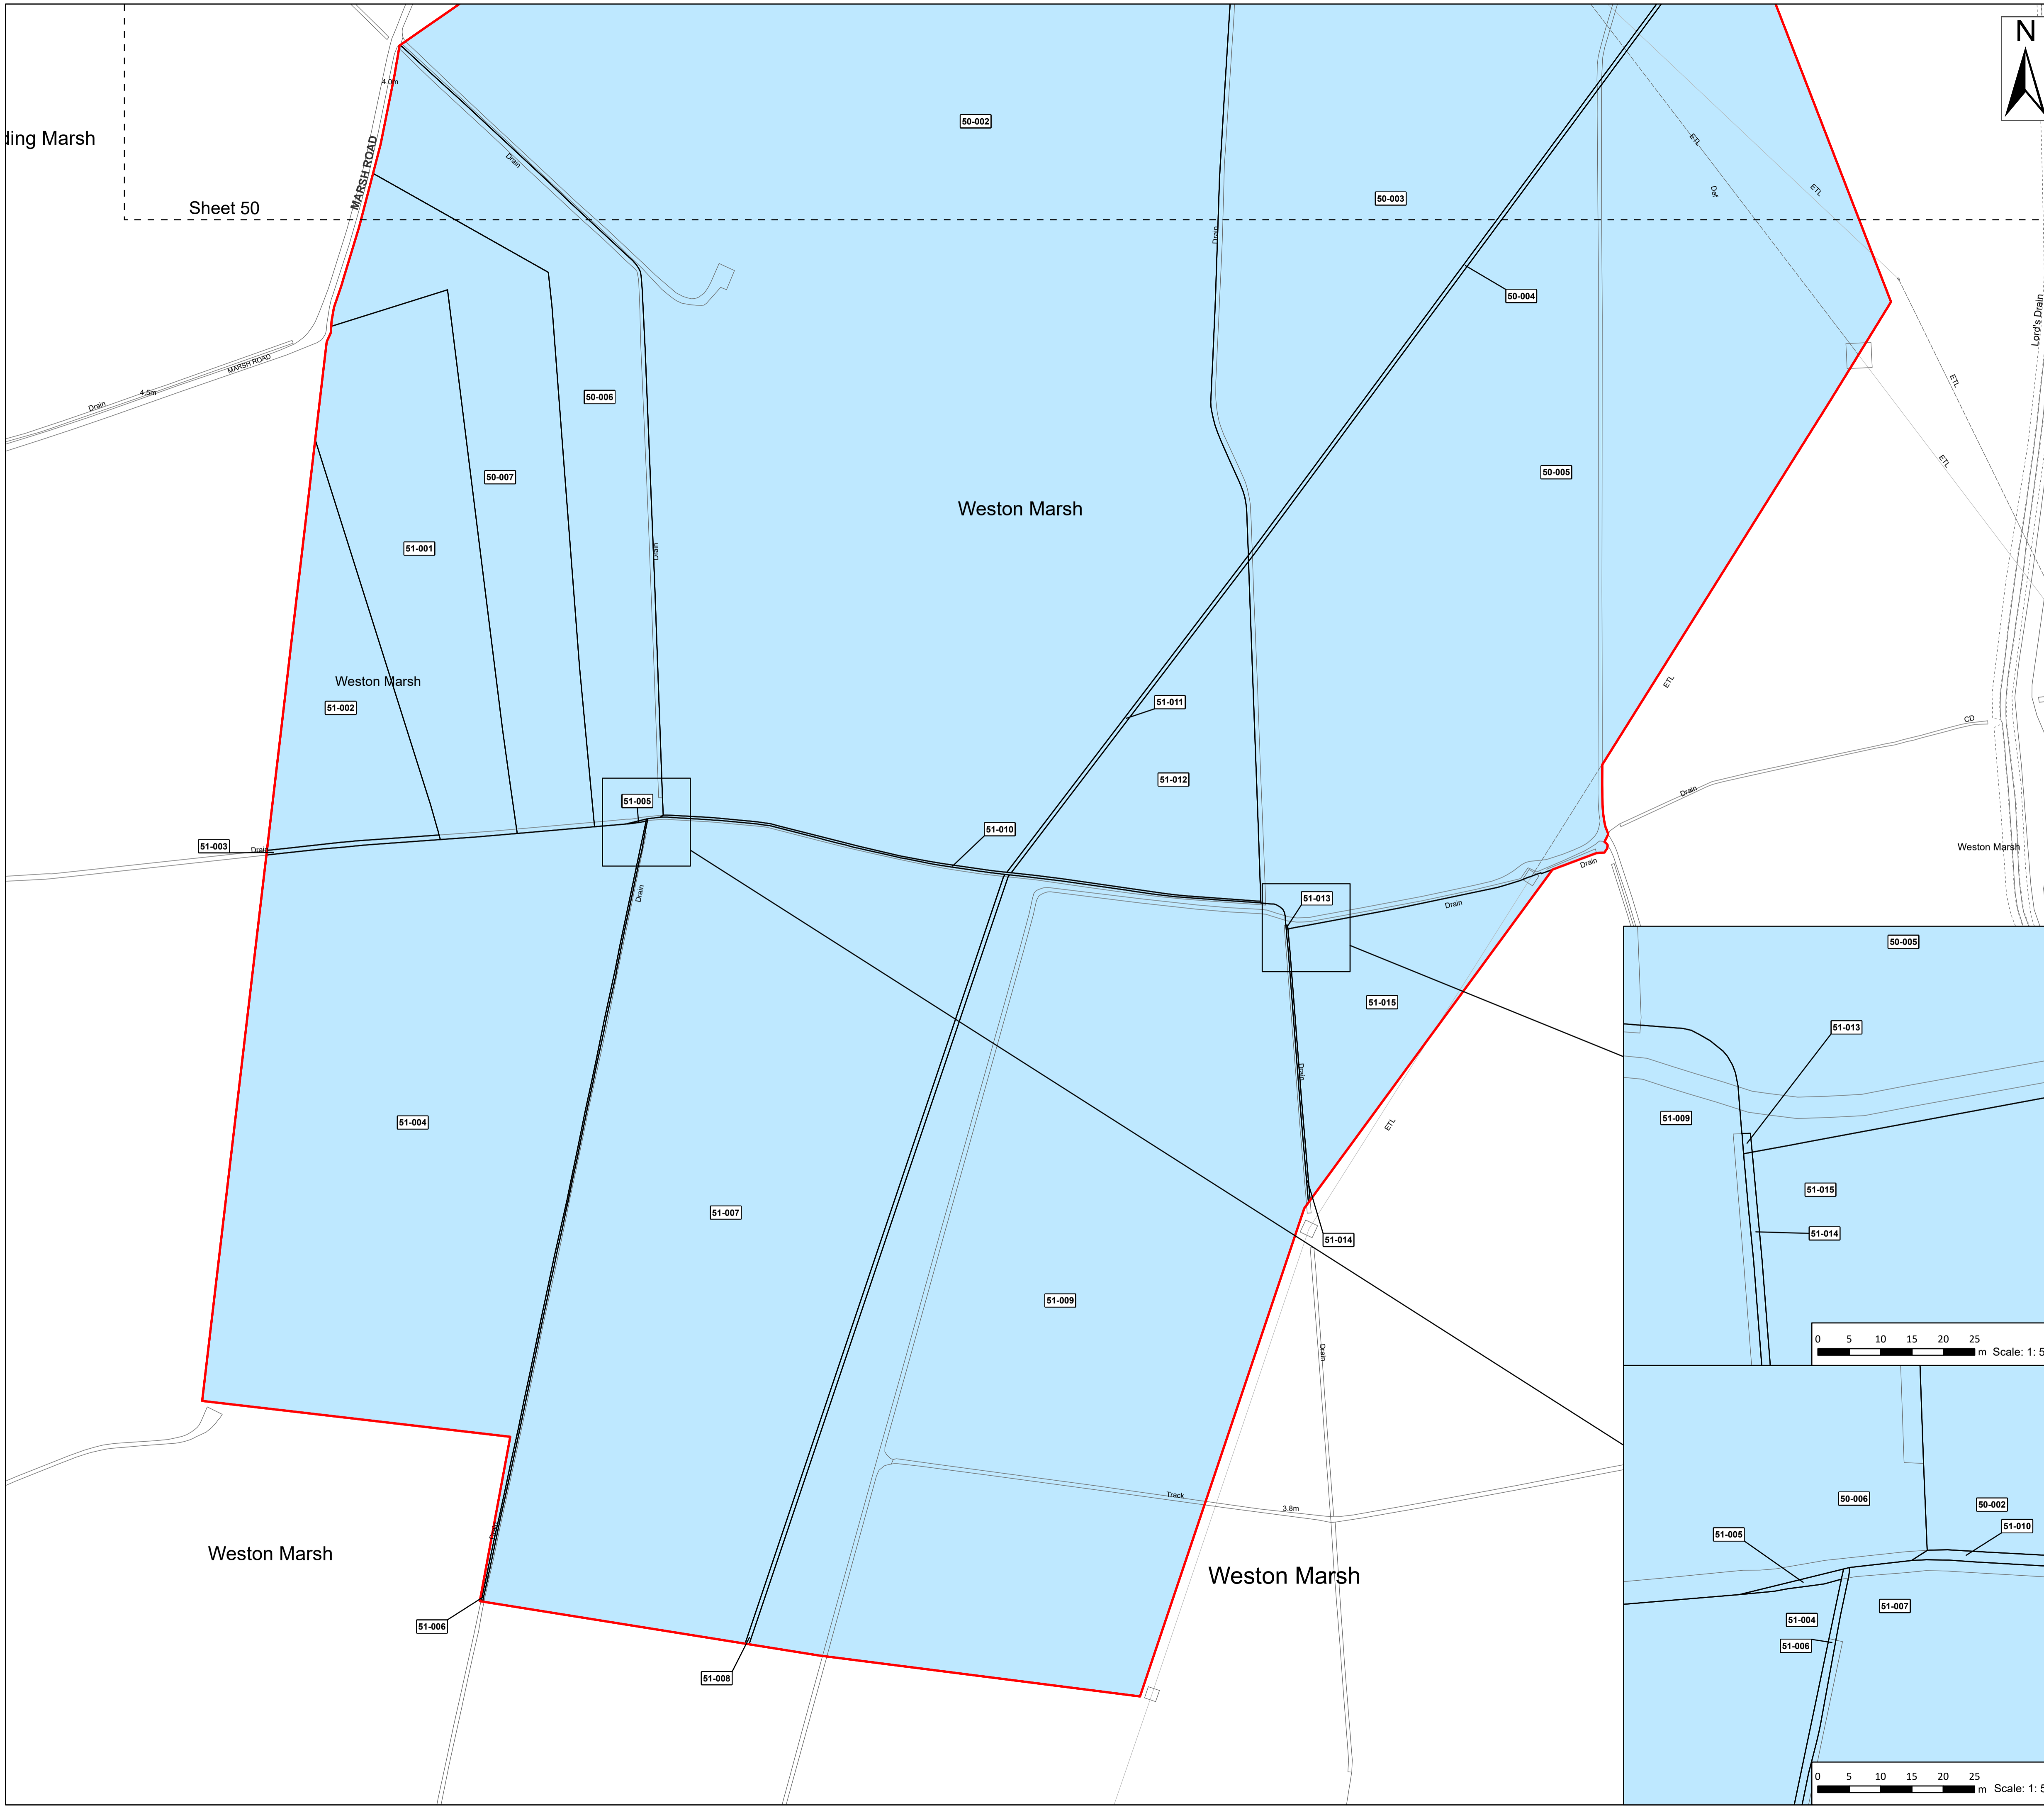 N
4.0m
50-002
ding Marsh
MARSH ROAD
Drain
ETL
ETL
Def
50-003
Sheet 50
Drain
50-004
Lord's Drain
MARSH ROAD
4.5m
Drain
50-006
ETL
ETL
50-007
50-005
Weston Marsh
51-001
Drain
Weston Marsh
51-002
ETL
51-011
CD
51-012
Drain
51-005
51-010
51-003
Drain
Weston Marsh
Drain
Drain
51-013
Drain
50-005
51-015
51-013
Drain
51-009
51-004
ETL
51-015
51-007
51-014
51-014
51-009
0 5 10 15 20 25
m Scale: 1: 5
Drain
Track
3.8m
50-006
50-002
51-010
51-005
Drain
Weston Marsh
Weston Marsh
51-007
51-004
51-006
51-006
51-008
0 5 10 15 20 25
m Scale: 1: 5